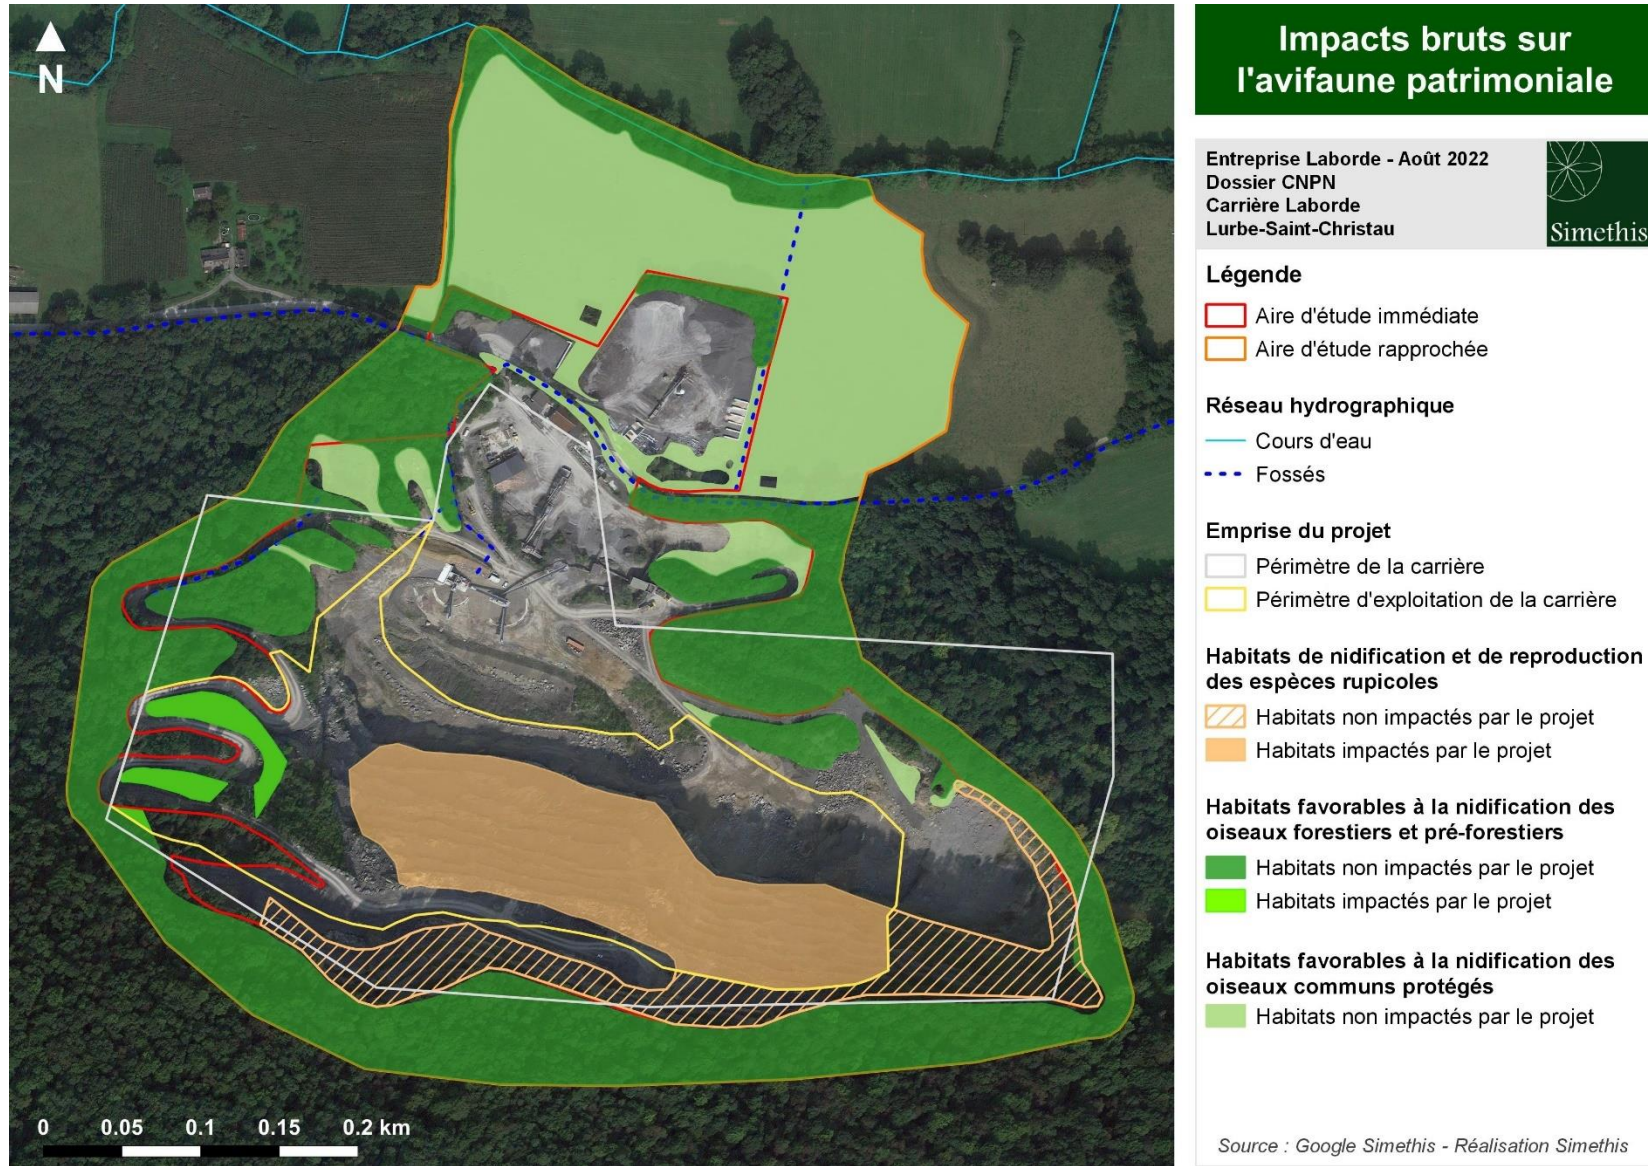 Impacts bruts sur
l'avifaune patrimoniale
Entreprise Laborde - Août 2022
Dossier CNPN
Carrière Laborde
Lurbe-Saint-Christau
Simethis
Légende
Aire d'étude immédiate
Aire d'étude rapprochée
Réseau hydrographique
Cours d'eau
Fossés
Emprise du projet
Périmètre de la carrière
Périmètre d'exploitation de la carrière
Habitats de nidification et de reproduction
des espèces rupicoles
Habitats non impactés par le projet
Habitats impactés par le projet
Habitats favorables à la nidification des
oiseaux forestiers et pré-forestiers
Habitats non impactés par le projet
Habitats impactés par le projet
Habitats favorables à la nidification des
oiseaux communs protégés
Habitats non impactés par le projet
Source : Google Simethis - Réalisation Simethis
N
0 0.05 0.1 0.15 0.2 km